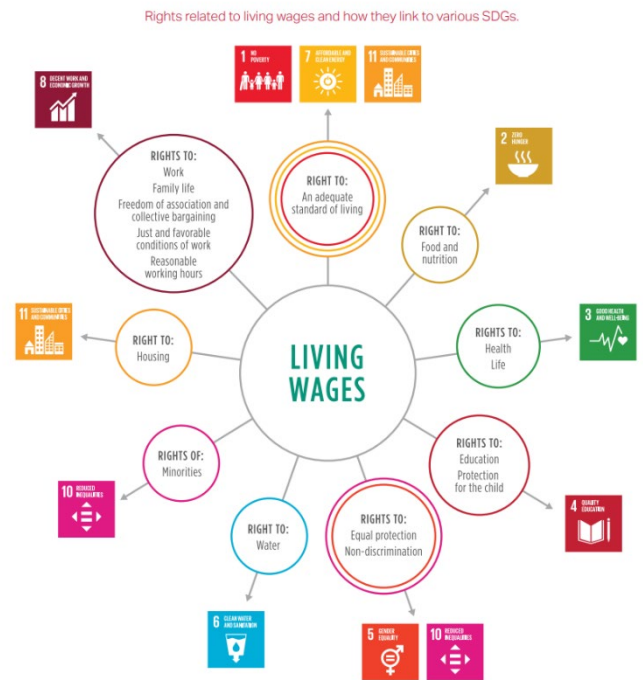 Rights related to living wages and how they link to various SDGs.
1 NO
POVERTY
7 AFFORDABLE AND
CLEAN ENERGY
11 SUSTAINABLE CITIES
AND COMMUNITIES
8 DECENT WORK AND
ECONOMIC GROWTH
2 ZERO
HUNGER
RIGHTS TO:
Work
Family life
Freedom of association and
collective bargaining
Just and favorable
conditions of work
Reasonable
working hours
RIGHT TO:
An adequate
standard of living
RIGHT TO:
Food and
nutrition
11 SUSTAINABLE CITIES
AND COMMUNITIES
RIGHT TO:
Housing
LIVING
WAGES
RIGHTS TO:
Health
Life
3 GOOD HEALTH
AND WELL-BEING
RIGHTS OF:
Minorities
RIGHTS TO:
Education
Protection
for the child
10 REDUCED
INEQUALITIES
RIGHT TO:
Water
RIGHTS TO:
Equal protection
Non-discrimination
4 QUALITY
EDUCATION
6 CLEAN WATER
AND SANITATION
5 GENDER
EQUALITY
10 REDUCED
INEQUALITIES